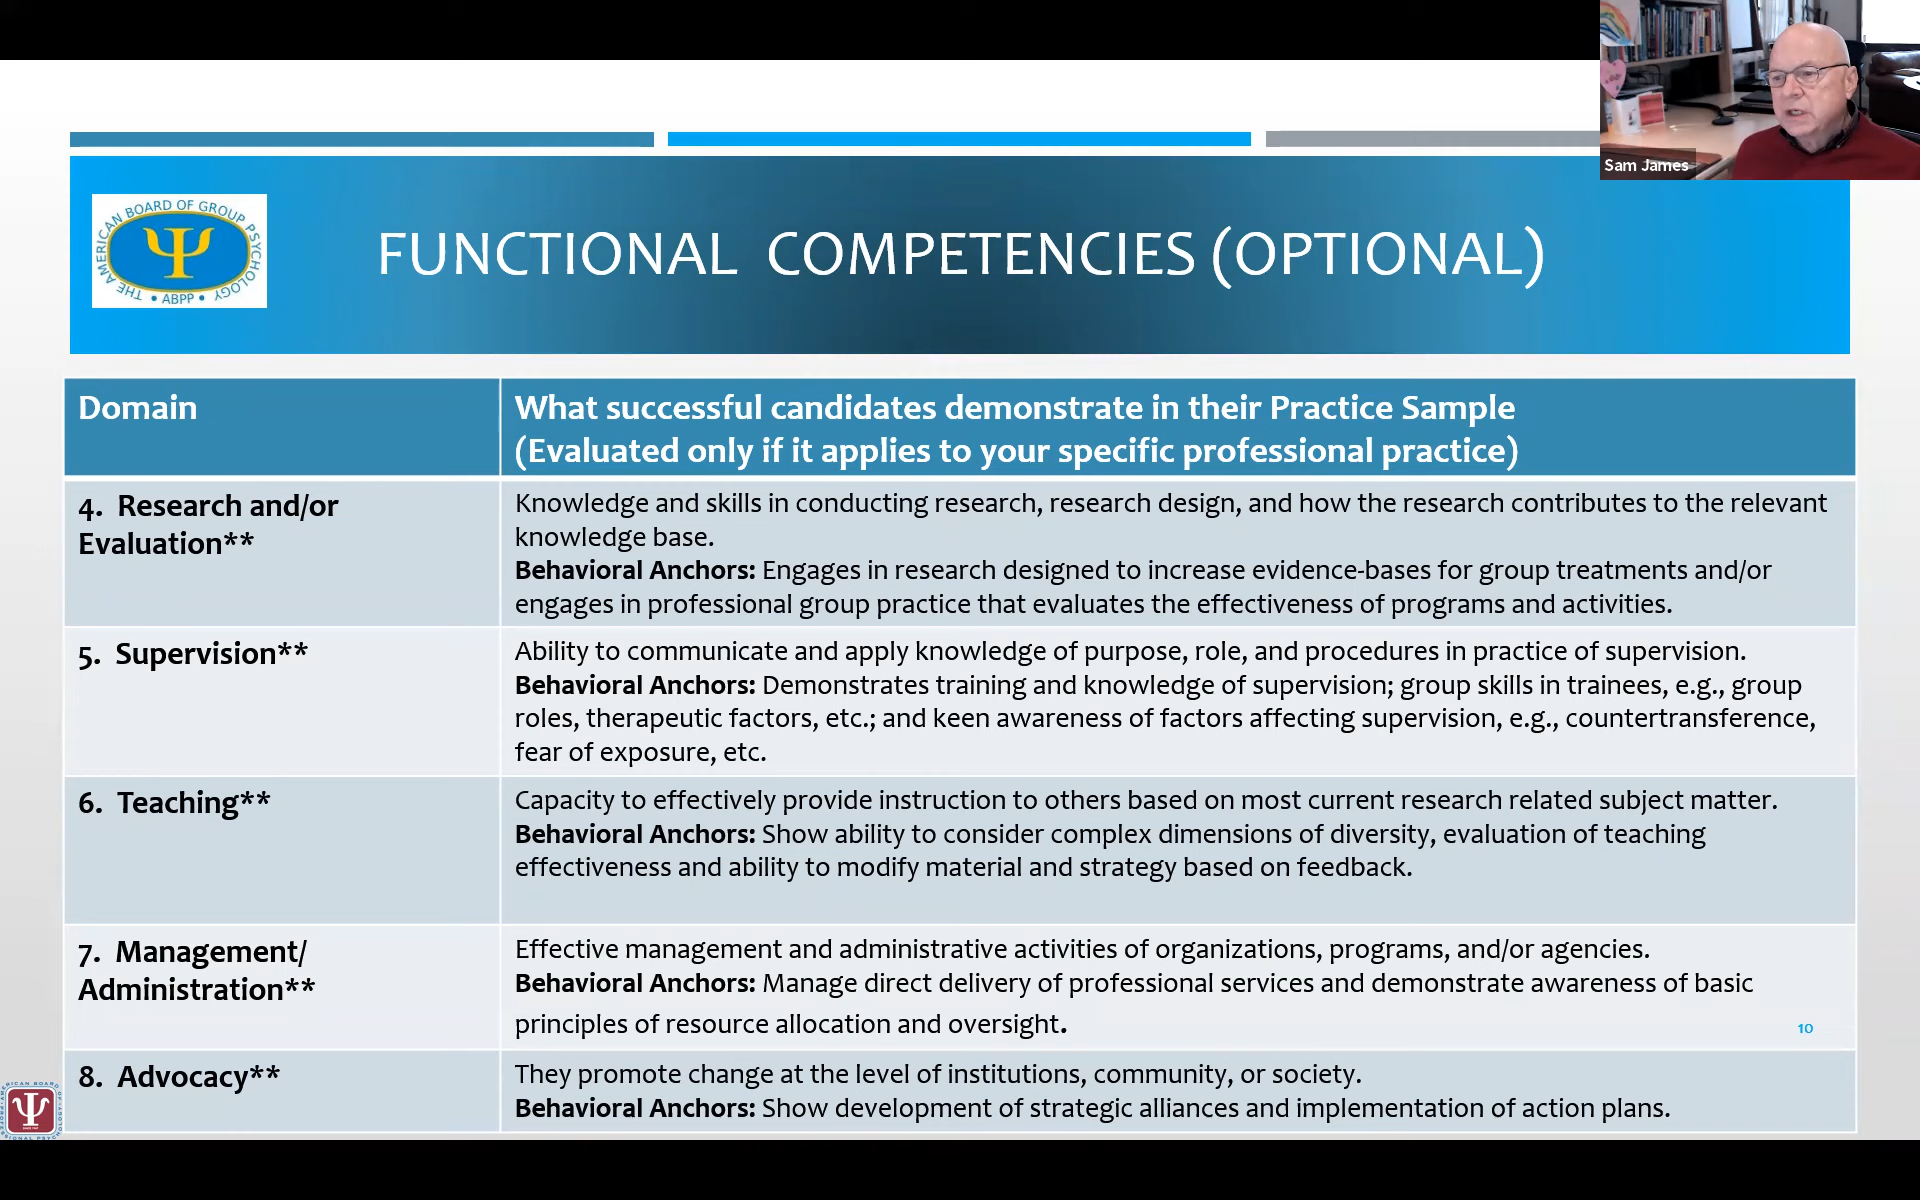 Sam James
THE AMERICAN BOARD OF GROUP PSYCHOLOGY
• ABPP •
FUNCTIONAL COMPETENCIES (OPTIONAL)
Domain
What successful candidates demonstrate in their Practice Sample
(Evaluated only if it applies to your specific professional practice)
4. Research and/or
Evaluation**
Knowledge and skills in conducting research, research design, and how the research contributes to the relevant
knowledge base.
Behavioral Anchors: Engages in research designed to increase evidence-bases for group treatments and/or
engages in professional group practice that evaluates the effectiveness of programs and activities.
5. Supervision**
Ability to communicate and apply knowledge of purpose, role, and procedures in practice of supervision.
Behavioral Anchors: Demonstrates training and knowledge of supervision; group skills in trainees, e.g., group
roles, therapeutic factors, etc.; and keen awareness of factors affecting supervision, e.g., countertransference,
fear of exposure, etc.
6. Teaching**
Capacity to effectively provide instruction to others based on most current research related subject matter.
Behavioral Anchors: Show ability to consider complex dimensions of diversity, evaluation of teaching
effectiveness and ability to modify material and strategy based on feedback.
7. Management/
Administration**
Effective management and administrative activities of organizations, programs, and/or agencies.
Behavioral Anchors: Manage direct delivery of professional services and demonstrate awareness of basic
principles of resource allocation and oversight.
10
8. Advocacy**
They promote change at the level of institutions, community, or society.
Behavioral Anchors: Show development of strategic alliances and implementation of action plans.